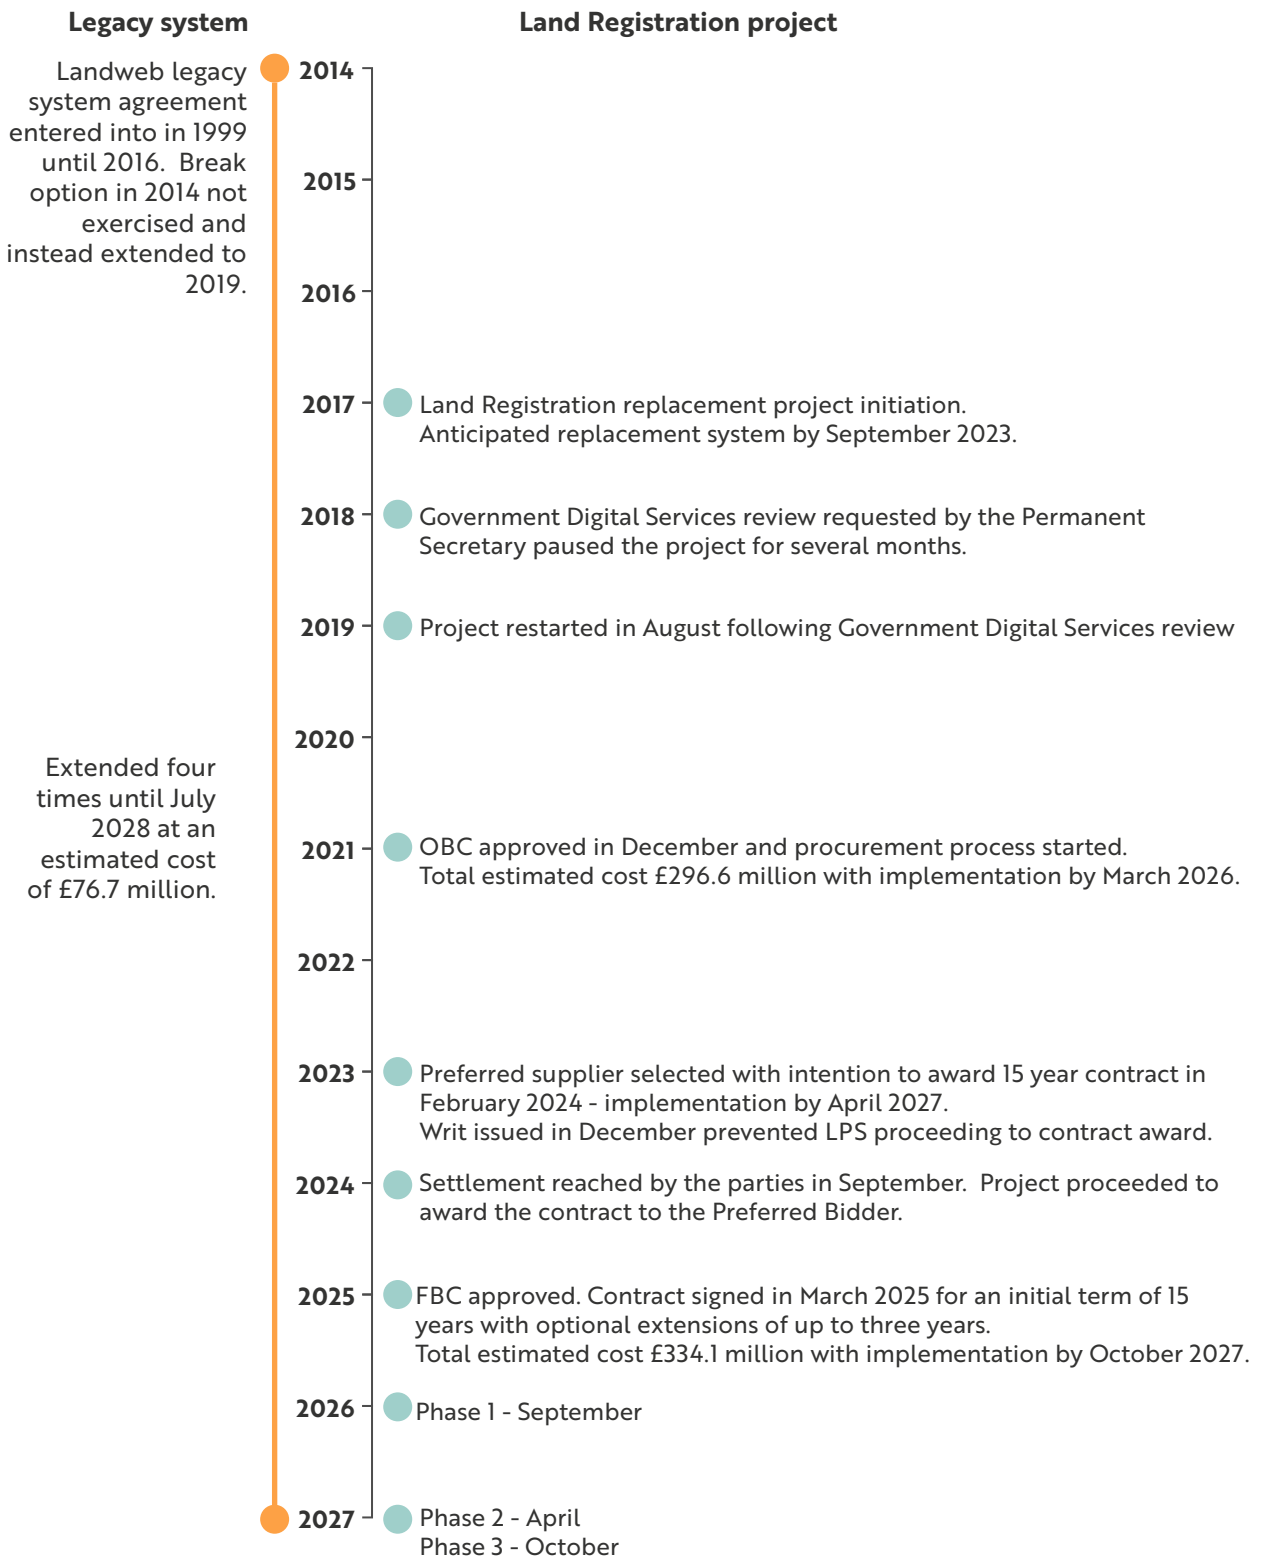 Legacy system
Land Registration project
Landweb legacy
system agreement
entered into in 1999
until 2016.  Break
option in 2014 not
exercised and
instead extended to
2019.
Extended four
times until July
2028 at an
estimated cost
of £76.7 million.
2014
2015
2016
2017
Land Registration replacement project initiation.
Anticipated replacement system by September 2023.
2018
Government Digital Services review requested by the Permanent
Secretary paused the project for several months.
2019
Project restarted in August following Government Digital Services review
2020
2021
OBC approved in December and procurement process started.
Total estimated cost £296.6 million with implementation by March 2026.
2022
2023
Preferred supplier selected with intention to award 15 year contract in
February 2024 - implementation by April 2027.
Writ issued in December prevented LPS proceeding to contract award.
2024
Settlement reached by the parties in September.  Project proceeded to
award the contract to the Preferred Bidder.
2025
FBC approved. Contract signed in March 2025 for an initial term of 15
years with optional extensions of up to three years.
Total estimated cost £334.1 million with implementation by October 2027.
2026
Phase 1 - September
2027
Phase 2 - April
Phase 3 - October